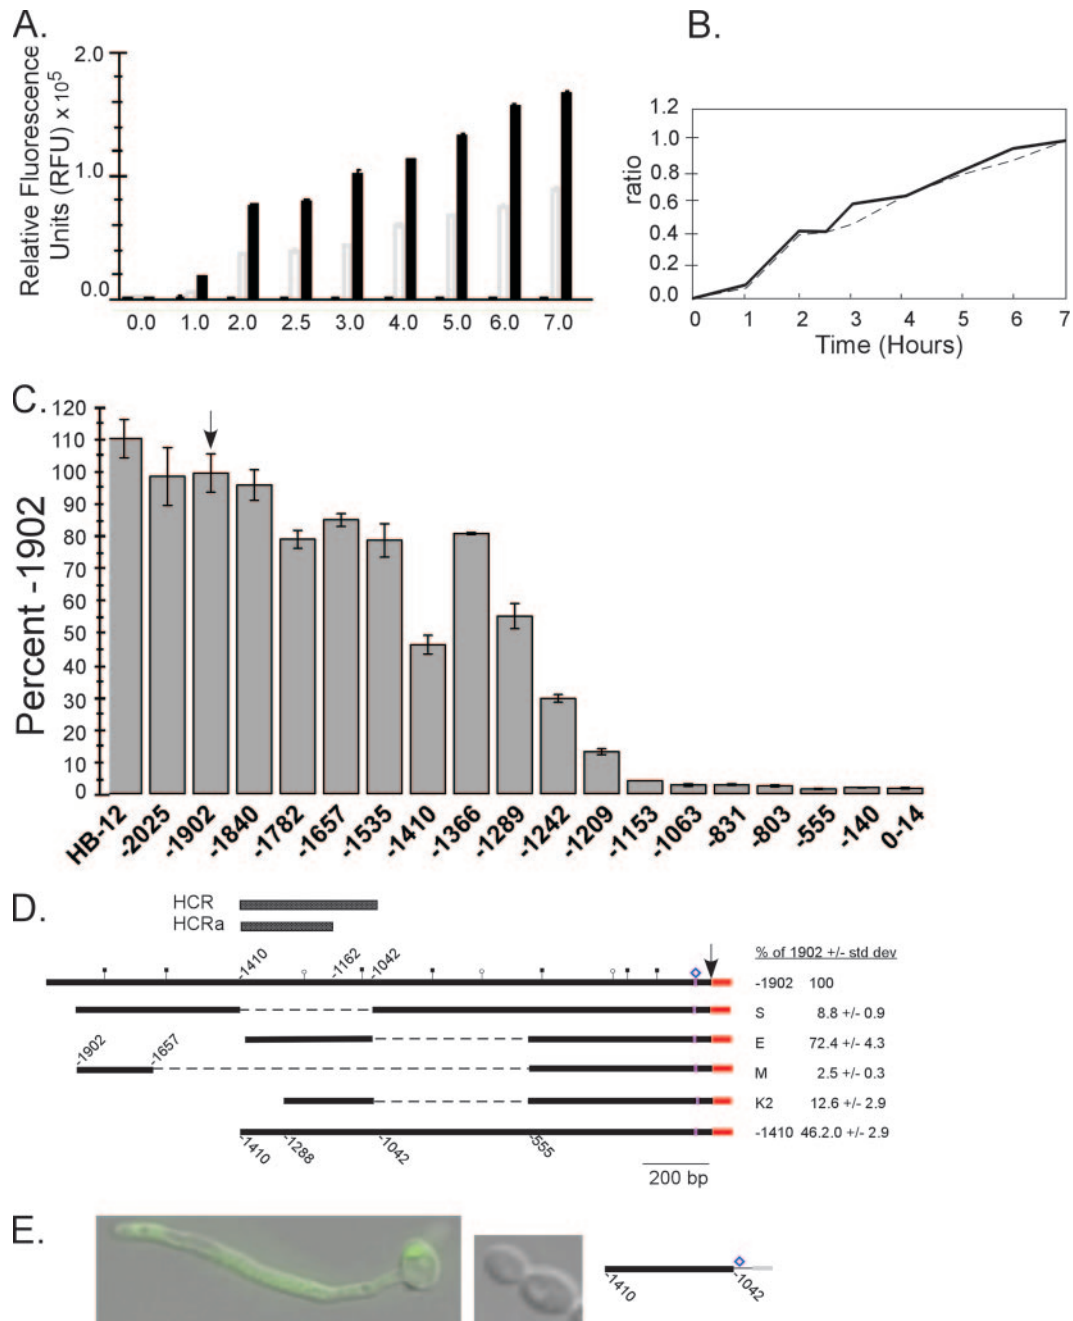 A.
B.
Relative Fluorescence
Units (RFU) x 10⁵
2.0
1.0
0.0
0.0 1.0 2.0 2.5 3.0 4.0 5.0 6.0 7.0
ratio
1.2
1.0
0.8
0.6
0.4
0.2
0.0
0 1 2 3 4 5 6 7
Time (Hours)
C.
Percent -1902
120
110
100
90
80
70
60
50
40
30
20
10
0
HB-12 -2025 -1902 -1840 -1782 -1657 -1535 -1410 -1366 -1289 -1242 -1209 -1153 -1063 -831 -803 -555 -140 0-14
D.
HCR
HCRa
-1410 -1162 -1042
% of 1902 +/- std dev
-1902 100
S 8.8 +/- 0.9
E 72.4 +/- 4.3
-1902 -1657
M 2.5 +/- 0.3
K2 12.6 +/- 2.9
-1410 46.2.0 +/- 2.9
-1410 -1288 -1042 -555
200 bp
E.
-1410 -1042